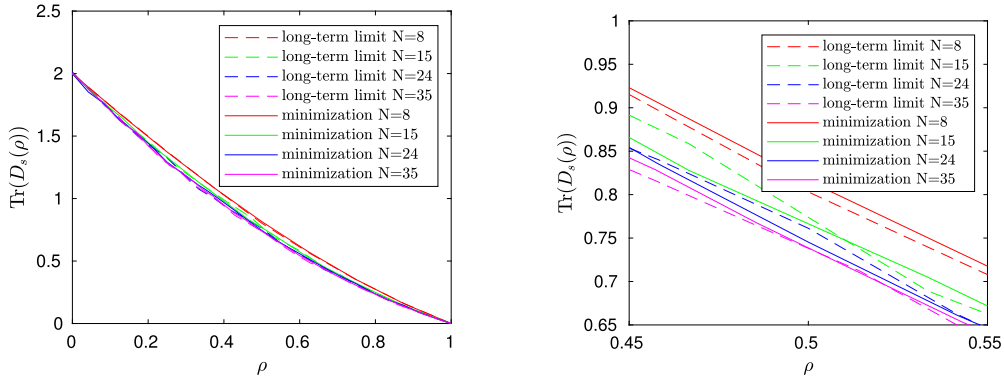 2.5
2
1.5
1
0.5
0
Tr(D_s(ρ))
long-term limit N=8
long-term limit N=15
long-term limit N=24
long-term limit N=35
minimization N=8
minimization N=15
minimization N=24
minimization N=35
0 0.2 0.4 0.6 0.8 1
ρ
1
0.95
0.9
0.85
0.8
0.75
0.7
0.65
Tr(D_s(ρ))
long-term limit N=8
long-term limit N=15
long-term limit N=24
long-term limit N=35
minimization N=8
minimization N=15
minimization N=24
minimization N=35
0.45 0.5 0.55
ρ